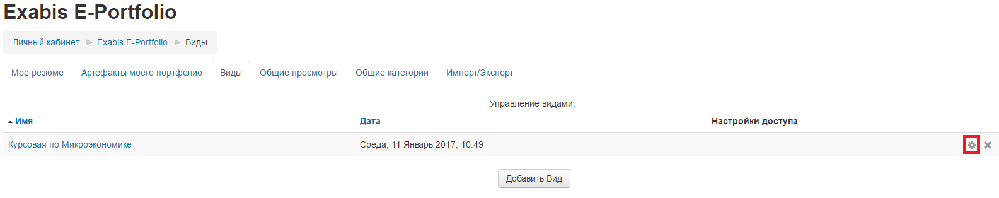 Exabis E-Portfolio
Личный кабинет Exabis E-Portfolio Виды
Мое резюме Артефакты моего портфолио Виды Общие просмотры Общие категории Импорт/Экспорт
Управление видами.
Имя Дата Настройки доступа
Курсовая по Микроэкономике Среда, 11 Январь 2017, 10:49
Добавить Вид